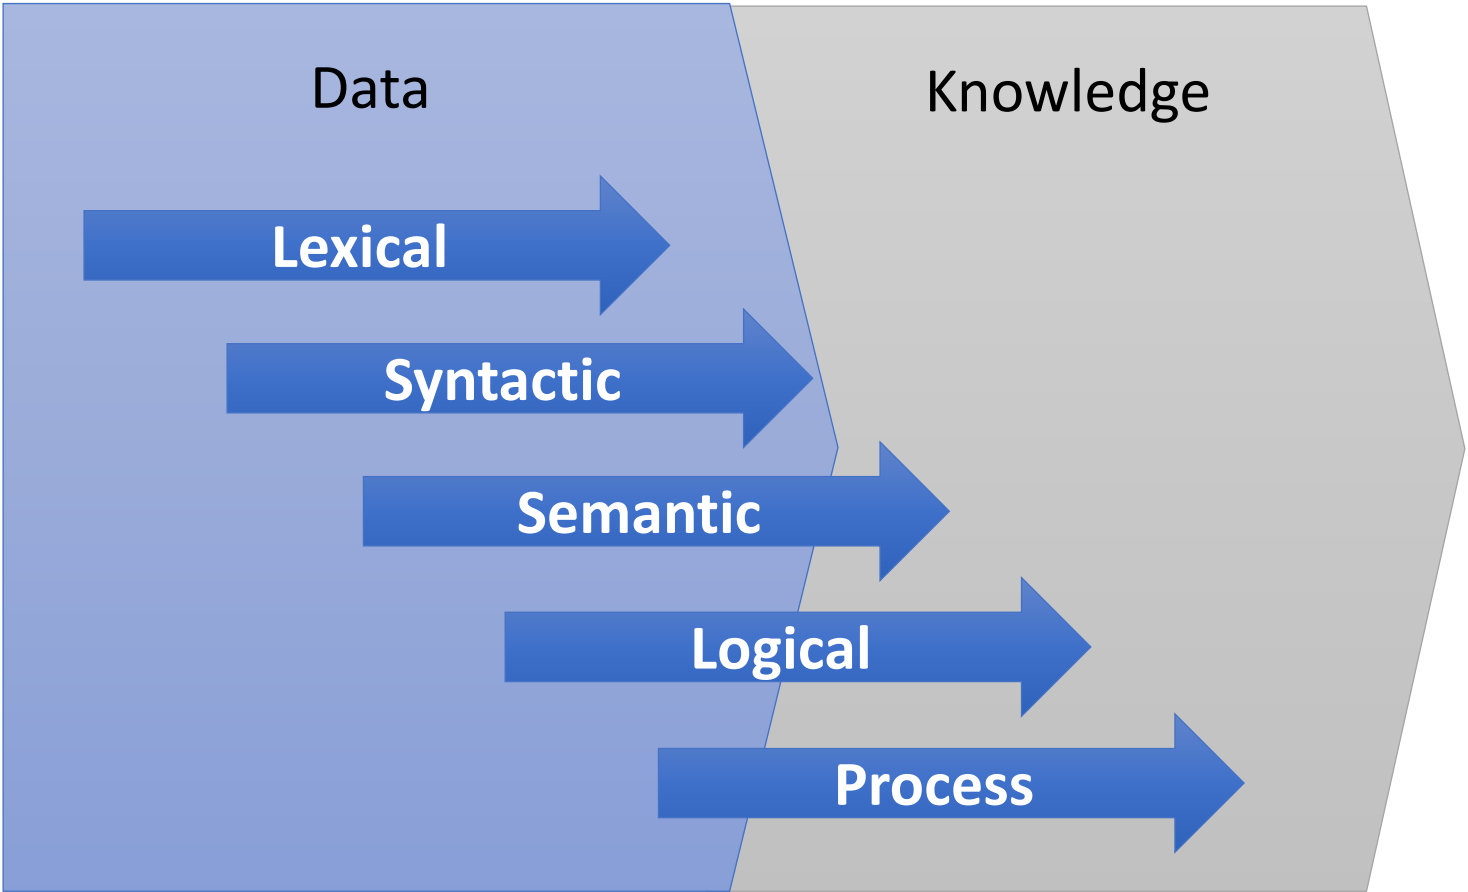 Data
Knowledge
Lexical
Syntactic
Semantic
Logical
Process